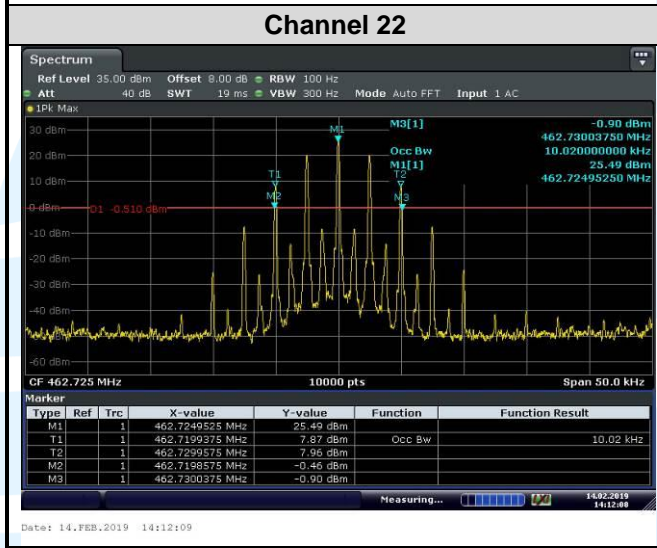 Channel 22
Spectrum
Ref Level 35.00 dBm Offset 8.00 dB RBW 100 Hz
Att 40 dB SWT 19 ms VBW 300 Hz Mode Auto FFT Input 1 AC
1Pk Max
M3[1] -0.90 dBm
462.73003750 MHz
Occ Bw 10.020000000 kHz
M1[1] 25.49 dBm
462.72495250 MHz
30 dBm
M1
20 dBm
T1
T2
10 dBm
M2
M3
0 dBm
D1 -0.510 dBm
-10 dBm
-20 dBm
-30 dBm
-40 dBm
-60 dBm
CF 462.725 MHz 10000 pts Span 50.0 kHz
Marker
Type Ref Trc X-value Y-value Function Function Result
M1 1 462.7249525 MHz 25.49 dBm
T1 1 462.7199375 MHz 7.87 dBm Occ Bw 10.02 kHz
T2 1 462.7299575 MHz 7.96 dBm
M2 1 462.7198575 MHz -0.46 dBm
M3 1 462.7300375 MHz -0.90 dBm
Measuring... 14.02.2019
14:12:08
Date: 14.FEB.2019 14:12:09